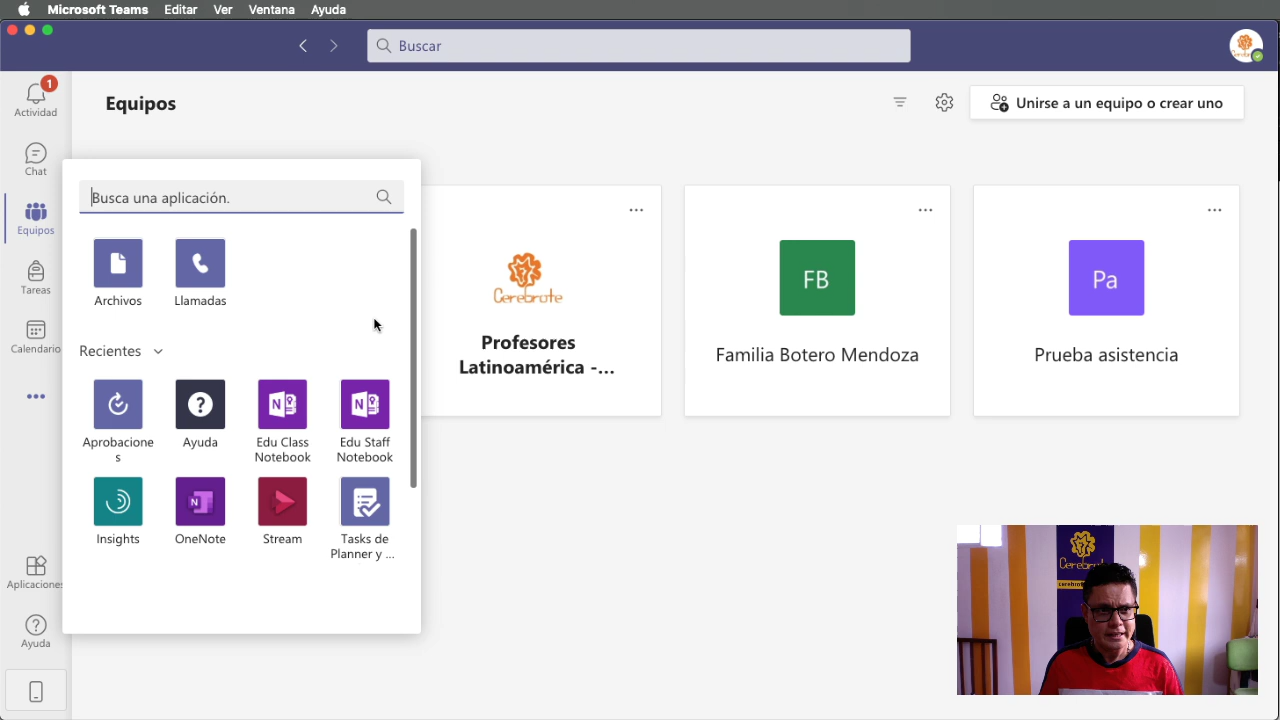 Microsoft Teams Editar Ver Ventana Ayuda
Buscar
1
Actividad
Chat
Equipos
Tareas
Calendario
Aplicaciones
Ayuda
Equipos
Unirse a un equipo o crear uno
Busca una aplicación.
Archivos
Llamadas
Recientes
Aprobacione
s
Ayuda
Edu Class
Notebook
Edu Staff
Notebook
Insights
OneNote
Stream
Tasks de
Planner y ...
Cerebrote
Profesores
Latinoamérica -...
FB
Familia Botero Mendoza
Pa
Prueba asistencia